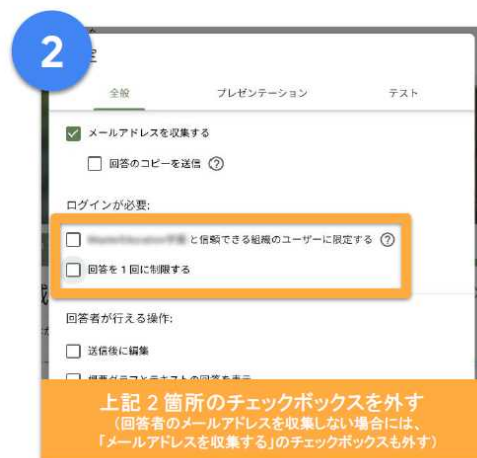 2
定
全般 プレゼンテーション テスト
メールアドレスを収集する
回答のコピーを送信
ログインが必要:
と信頼できる組織のユーザーに限定する
回答を 1 回に制限する
回答者が行える操作:
送信後に編集
上記 2 箇所のチェックボックスを外す
(回答者のメールアドレスを収集しない場合には、
「メールアドレスを収集する」のチェックボックスも外す)